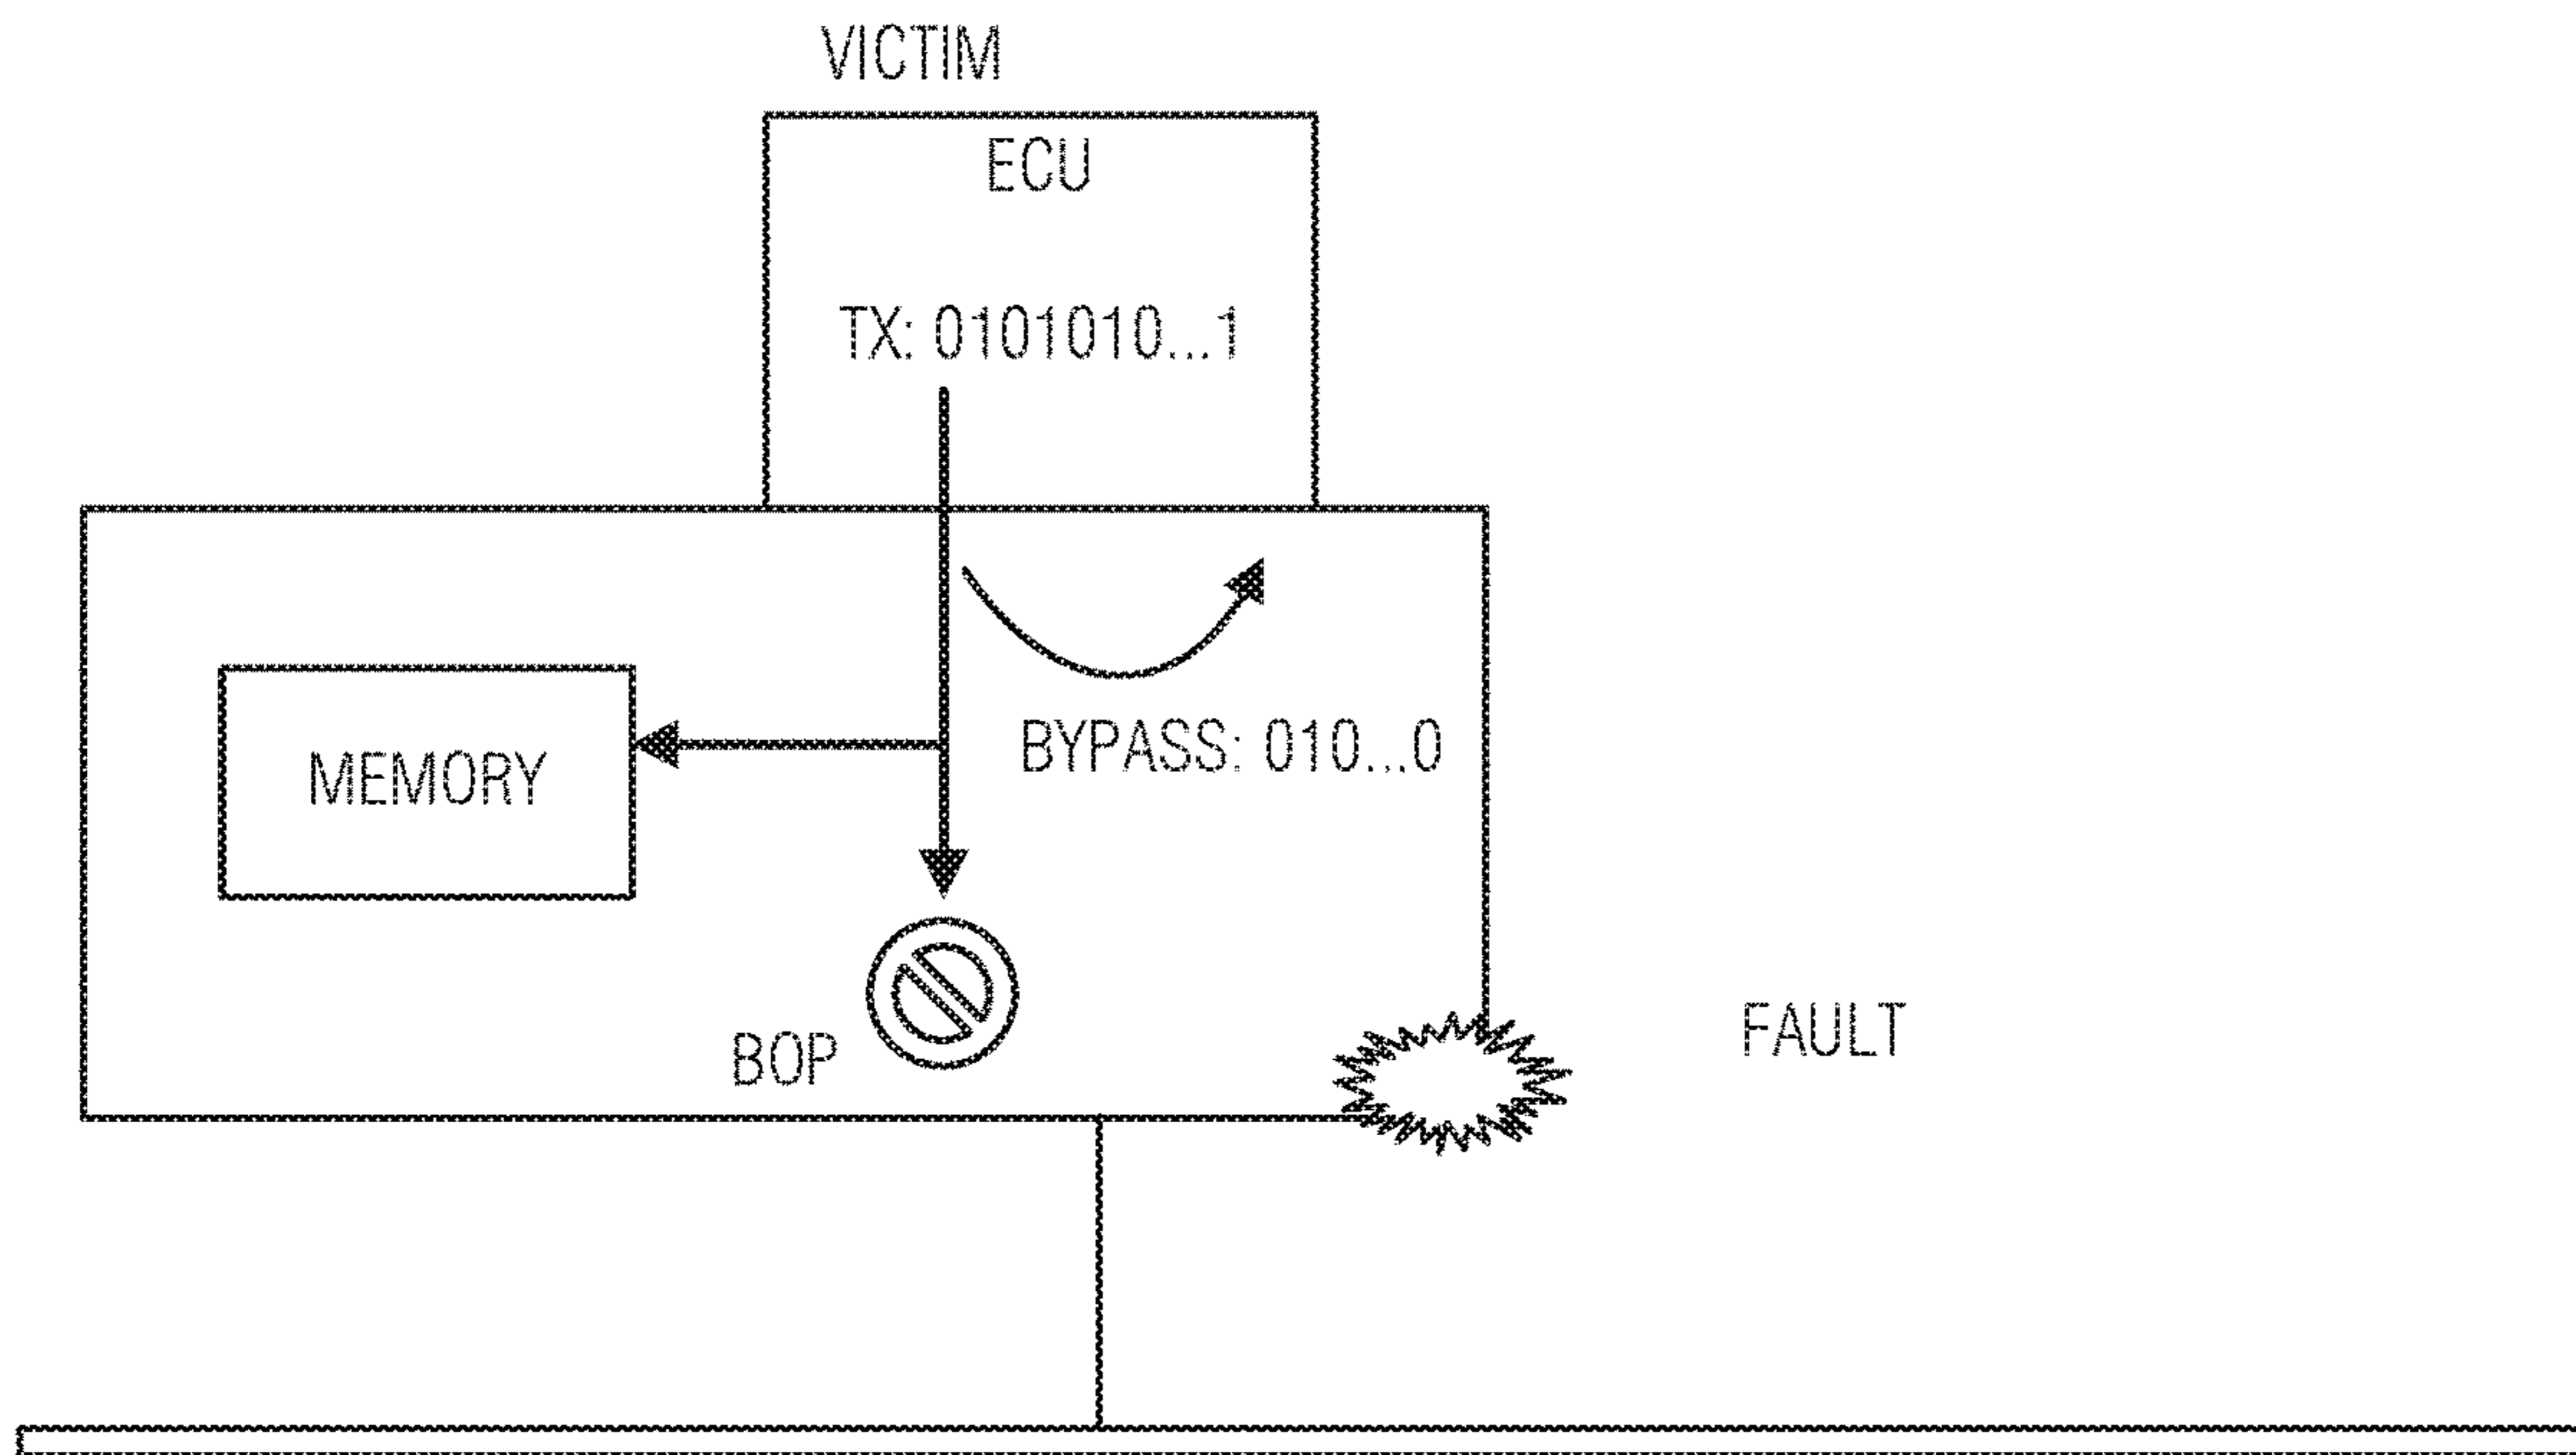 VICTIM
ECU
TX: 0101010...1
BYPASS: 010...0
MEMORY
BOP
FAULT